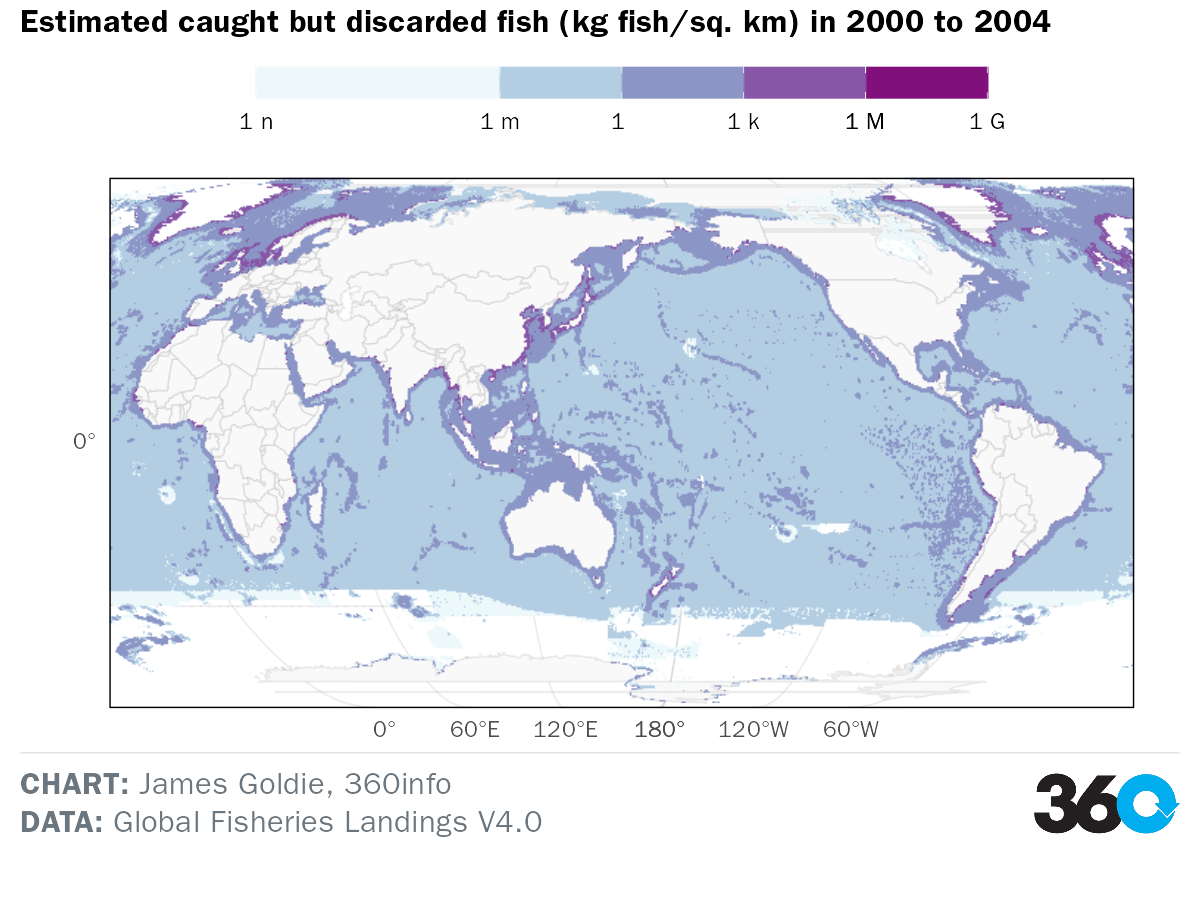 Estimated caught but discarded fish (kg fish/sq. km) in 2000 to 2004
1 n 1 m 1 1 k 1 M 1 G
0°
0° 60°E 120°E 180° 120°W 60°W
CHART: James Goldie, 360info
DATA: Global Fisheries Landings V4.0
360